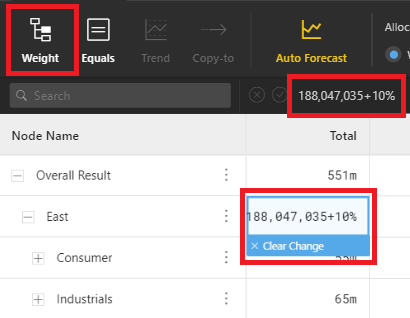 Alloc
Weight Equals Trend Copy-to Auto Forecast
Search 188,047,035+10%
Node Name Total
Overall Result 551m
East 188,047,035+10%
Clear Change
Consumer
Industrials 65m